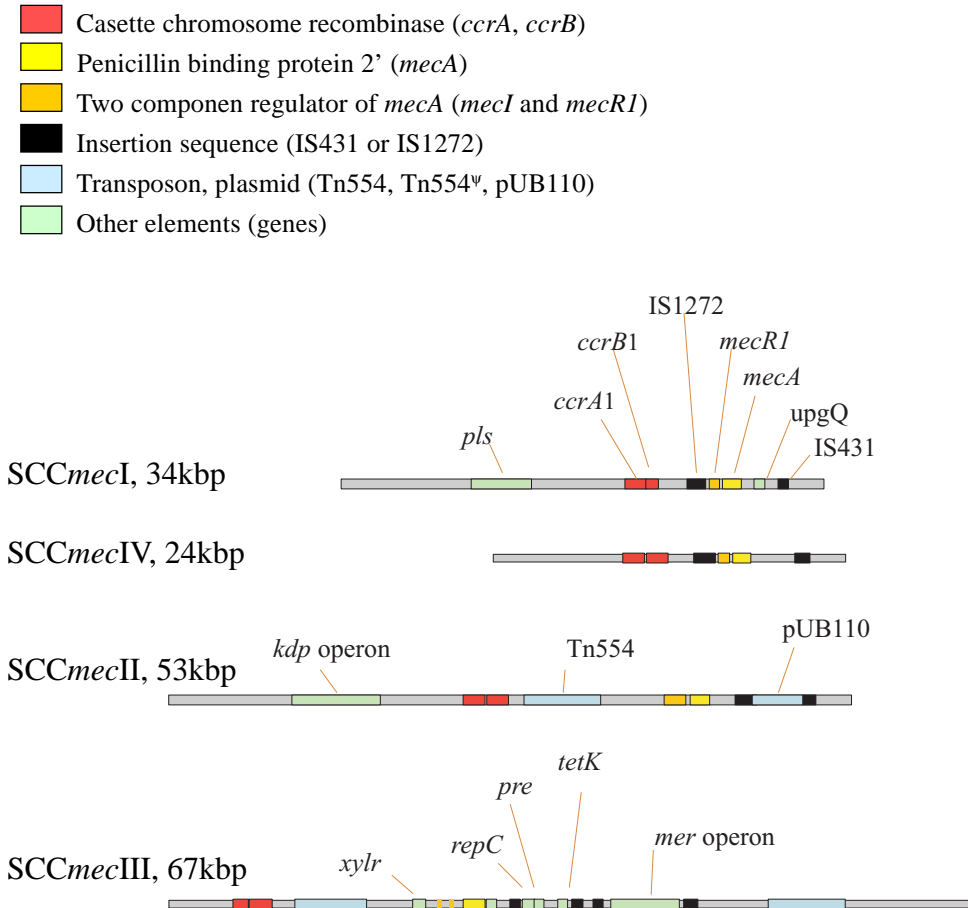 Casette chromosome recombinase (ccrA, ccrB)
Penicillin binding protein 2’ (mecA)
Two componen regulator of mecA (mecI and mecR1)
Insertion sequence (IS431 or IS1272)
Transposon, plasmid (Tn554, Tn554ᴪ, pUB110)
Other elements (genes)
IS1272
ccrB1
mecR1
mecA
ccrA1
upgQ
pls
IS431
SCCmecI, 34kbp
SCCmecIV, 24kbp
pUB110
kdp operon
Tn554
SCCmecII, 53kbp
tetK
pre
mer operon
repC
xylr
SCCmecIII, 67kbp